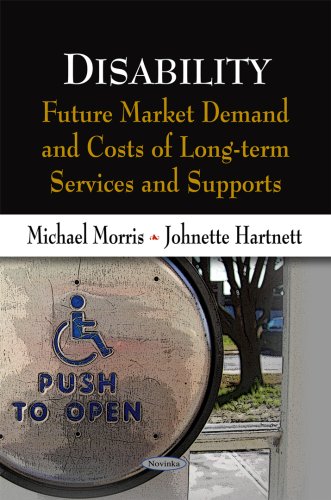 DISABILITY
Future Market Demand
and Costs of Long-term
Services and Supports
Michael Morris Johnette Hartnett
PUSH
TO OPEN
Novinka